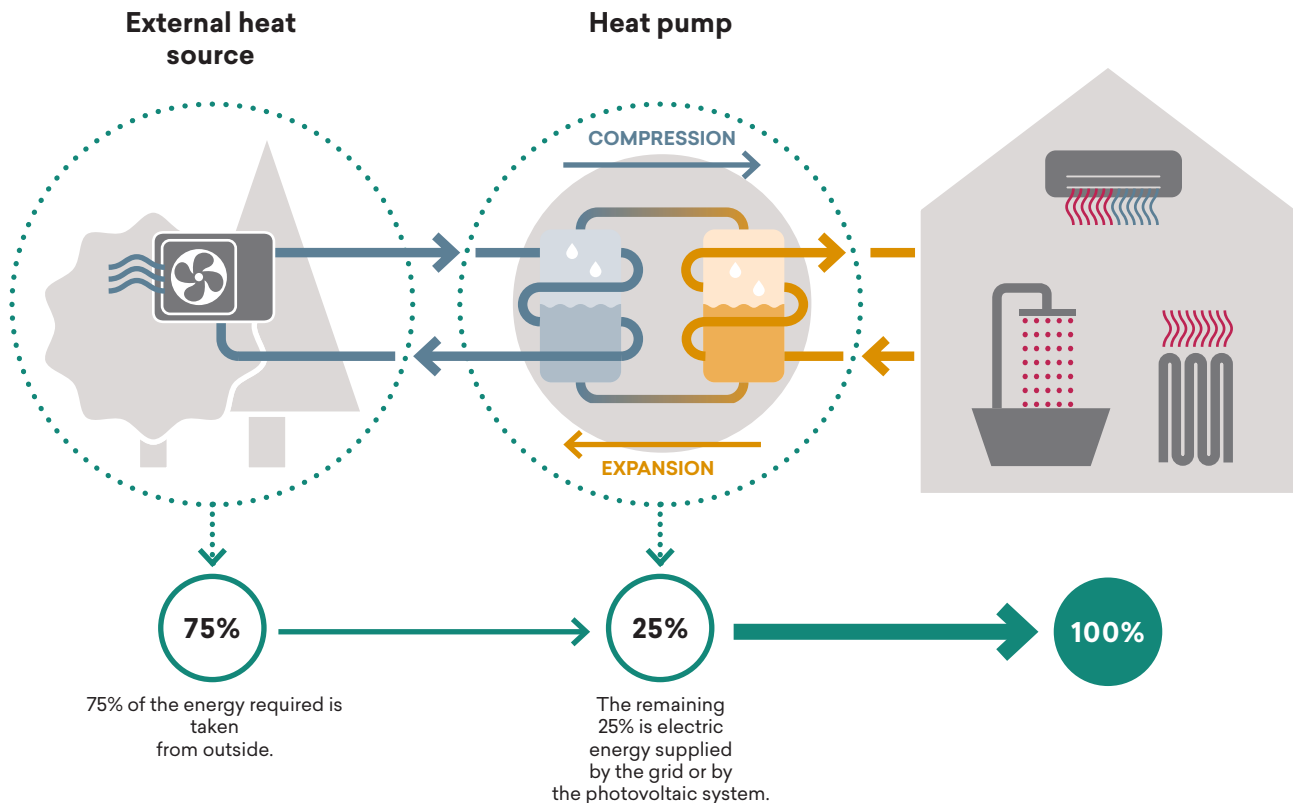 External heat
source
Heat pump
COMPRESSION
EXPANSION
75%
25%
100%
75% of the energy required is
taken
from outside.
The remaining
25% is electric
energy supplied
by the grid or by
the photovoltaic system.